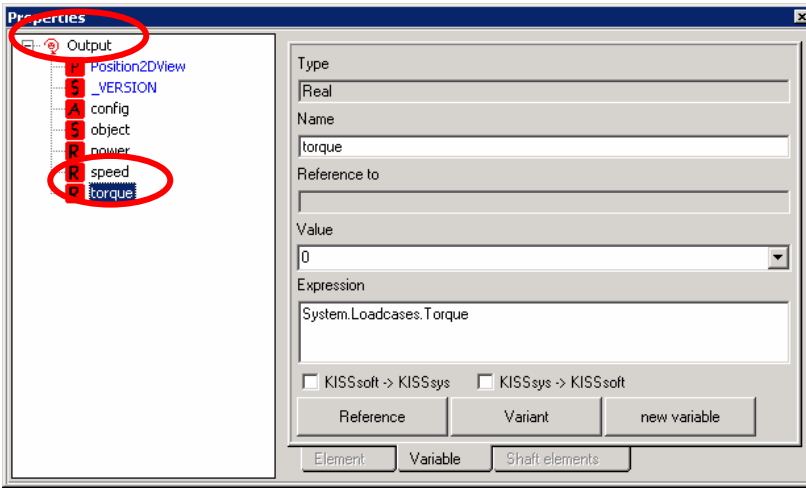 Properties
Output
P Position2DView
S _VERSION
A config
S object
R power
R speed
R torque
Type
Real
Name
torque
Reference to
Value
0
Expression
System.Loadcases.Torque
KISSsoft -> KISSsys
KISSsys -> KISSsoft
Reference
Variant
new variable
Element
Variable
Shaft elements